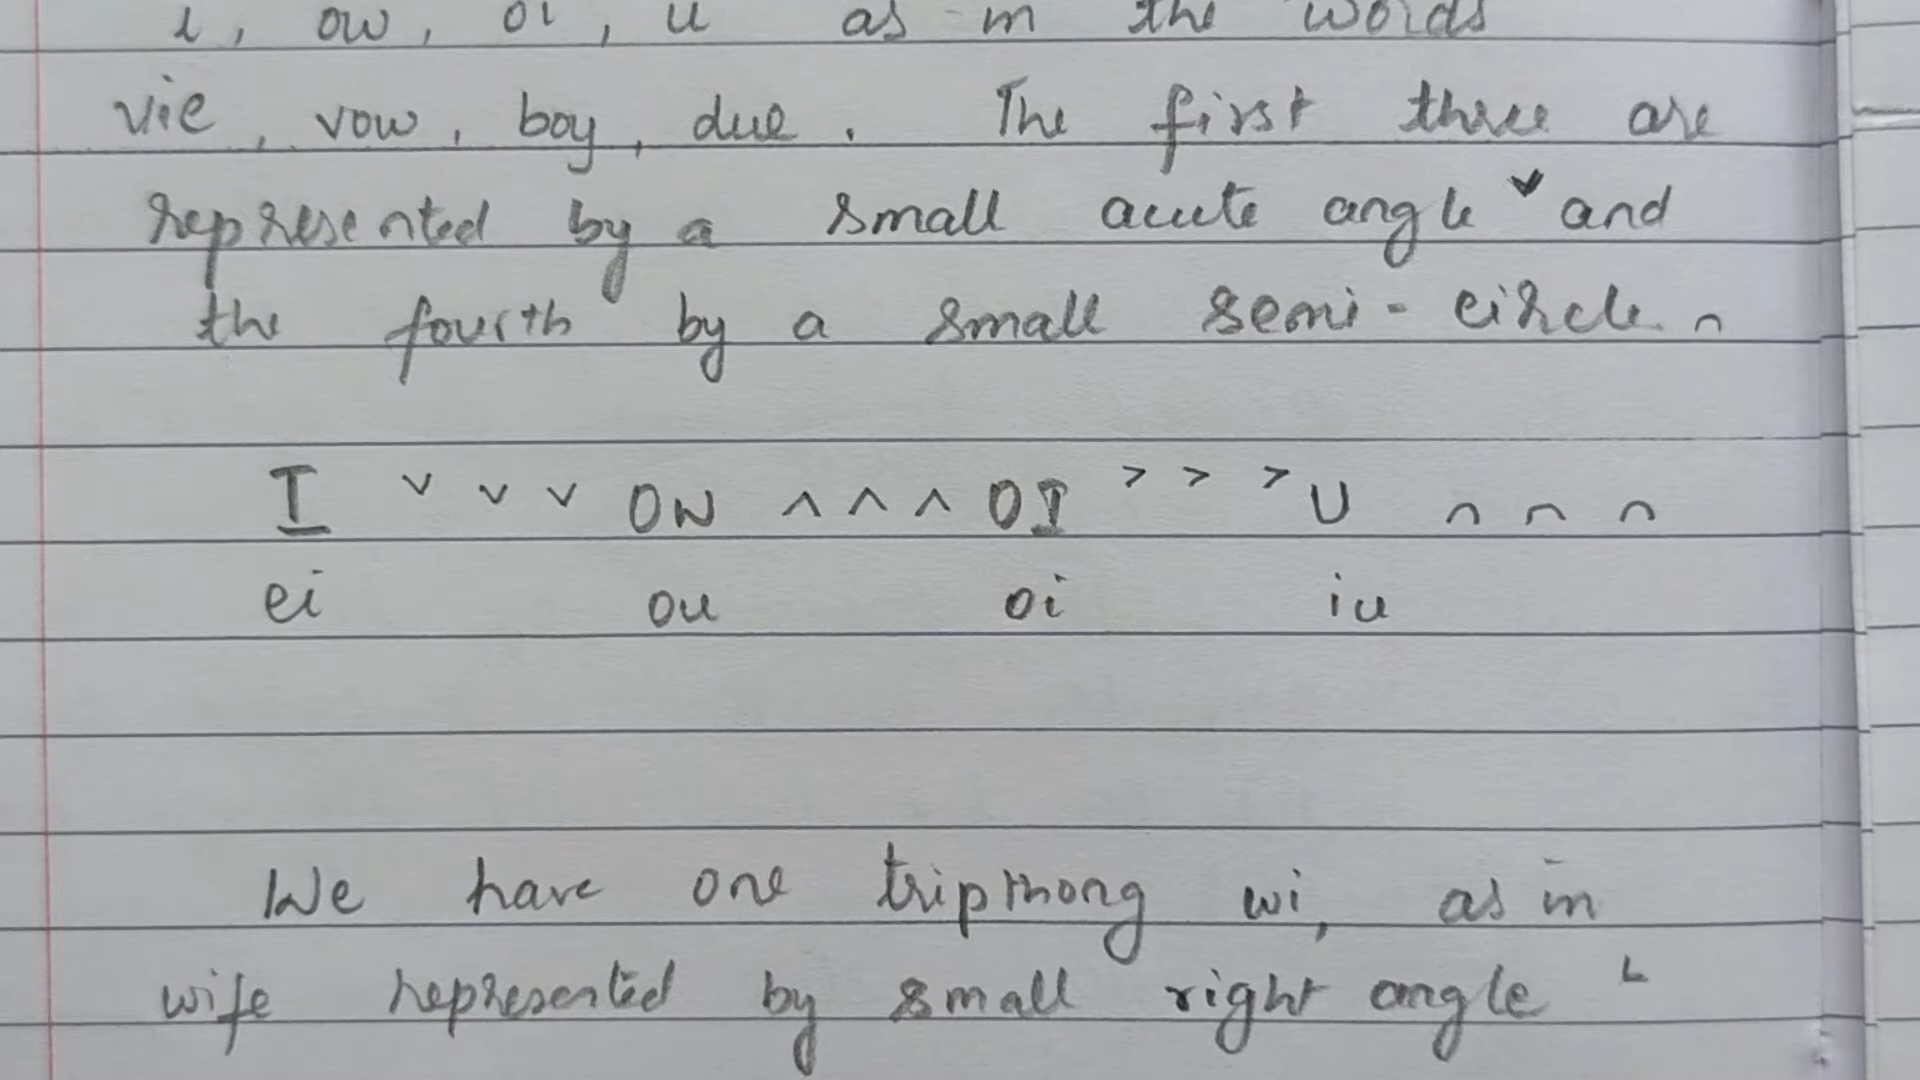 i, ow, oi, u as in the words
vie, vow, boy, due. The first three are
represented by a small acute angle ˅ and
the fourth by a small semi-circle. ∩
I ˅ ˅ ˅ OW ^ ^ ^ OI > > > U ∩ ∩ ∩
ei ou oi iu
We have one tripthong wi, as in
wife represented by small right angle ∟